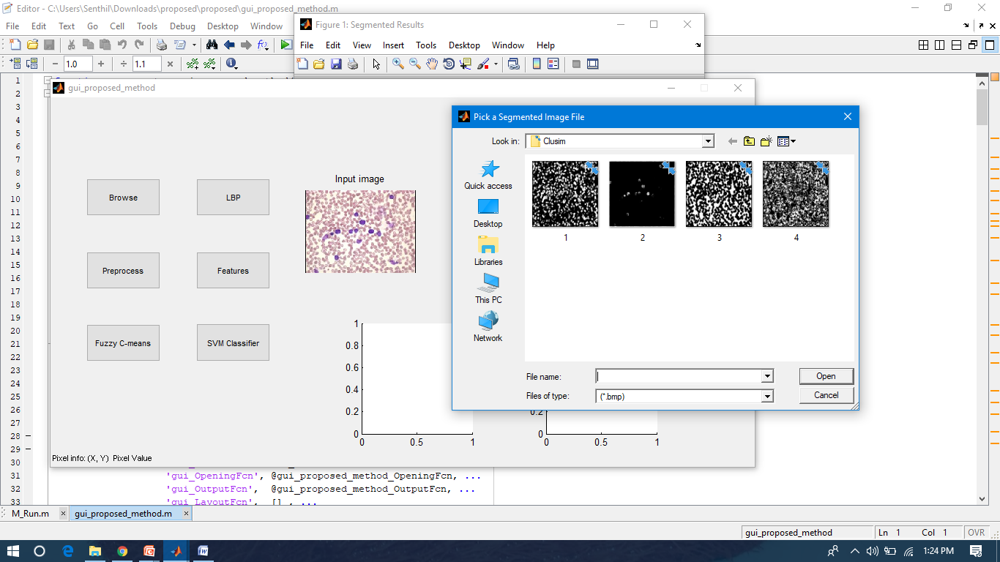 Editor - C:\Users\Senthil\Downloads\proposed\proposed\gui_proposed_method.m
File Edit Text Go Cell Tools Debug Desktop Window
Figure 1: Segmented Results
File Edit View Insert Tools Desktop Window Help
1.0
1.1
gui_proposed_method
Browse
LBP
Preprocess
Features
Fuzzy C-means
SVM Classifier
Input image
1
0.8
0.6
0.4
0.2
0
0 0.5 1
0.2
0
0 0.5 1
Pixel info: (X, Y) Pixel Value
Pick a Segmented Image File
Look in: Clusim
Quick access
Desktop
Libraries
This PC
Network
1 2 3 4
File name:
Open
Files of type: (*.bmp)
Cancel
1
2
3
4
5
6
7
8
9
10
11
12
13
14
15
16
17
18
19
20
21
22
23
24
25
26
27
28
29
30
31 'gui_OpeningFcn', @gui_proposed_method_OpeningFcn, ...
32 'gui_OutputFcn', @gui_proposed_method_OutputFcn, ...
33 'gui_LayoutFcn', [] , ...
M_Run.m
gui_proposed_method.m
gui_proposed_method
Ln 1 Col 1 OVR
1:24 PM